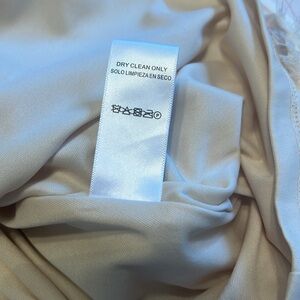 DRY CLEAN ONLY
SOLO LIMPIEZA EN SECO